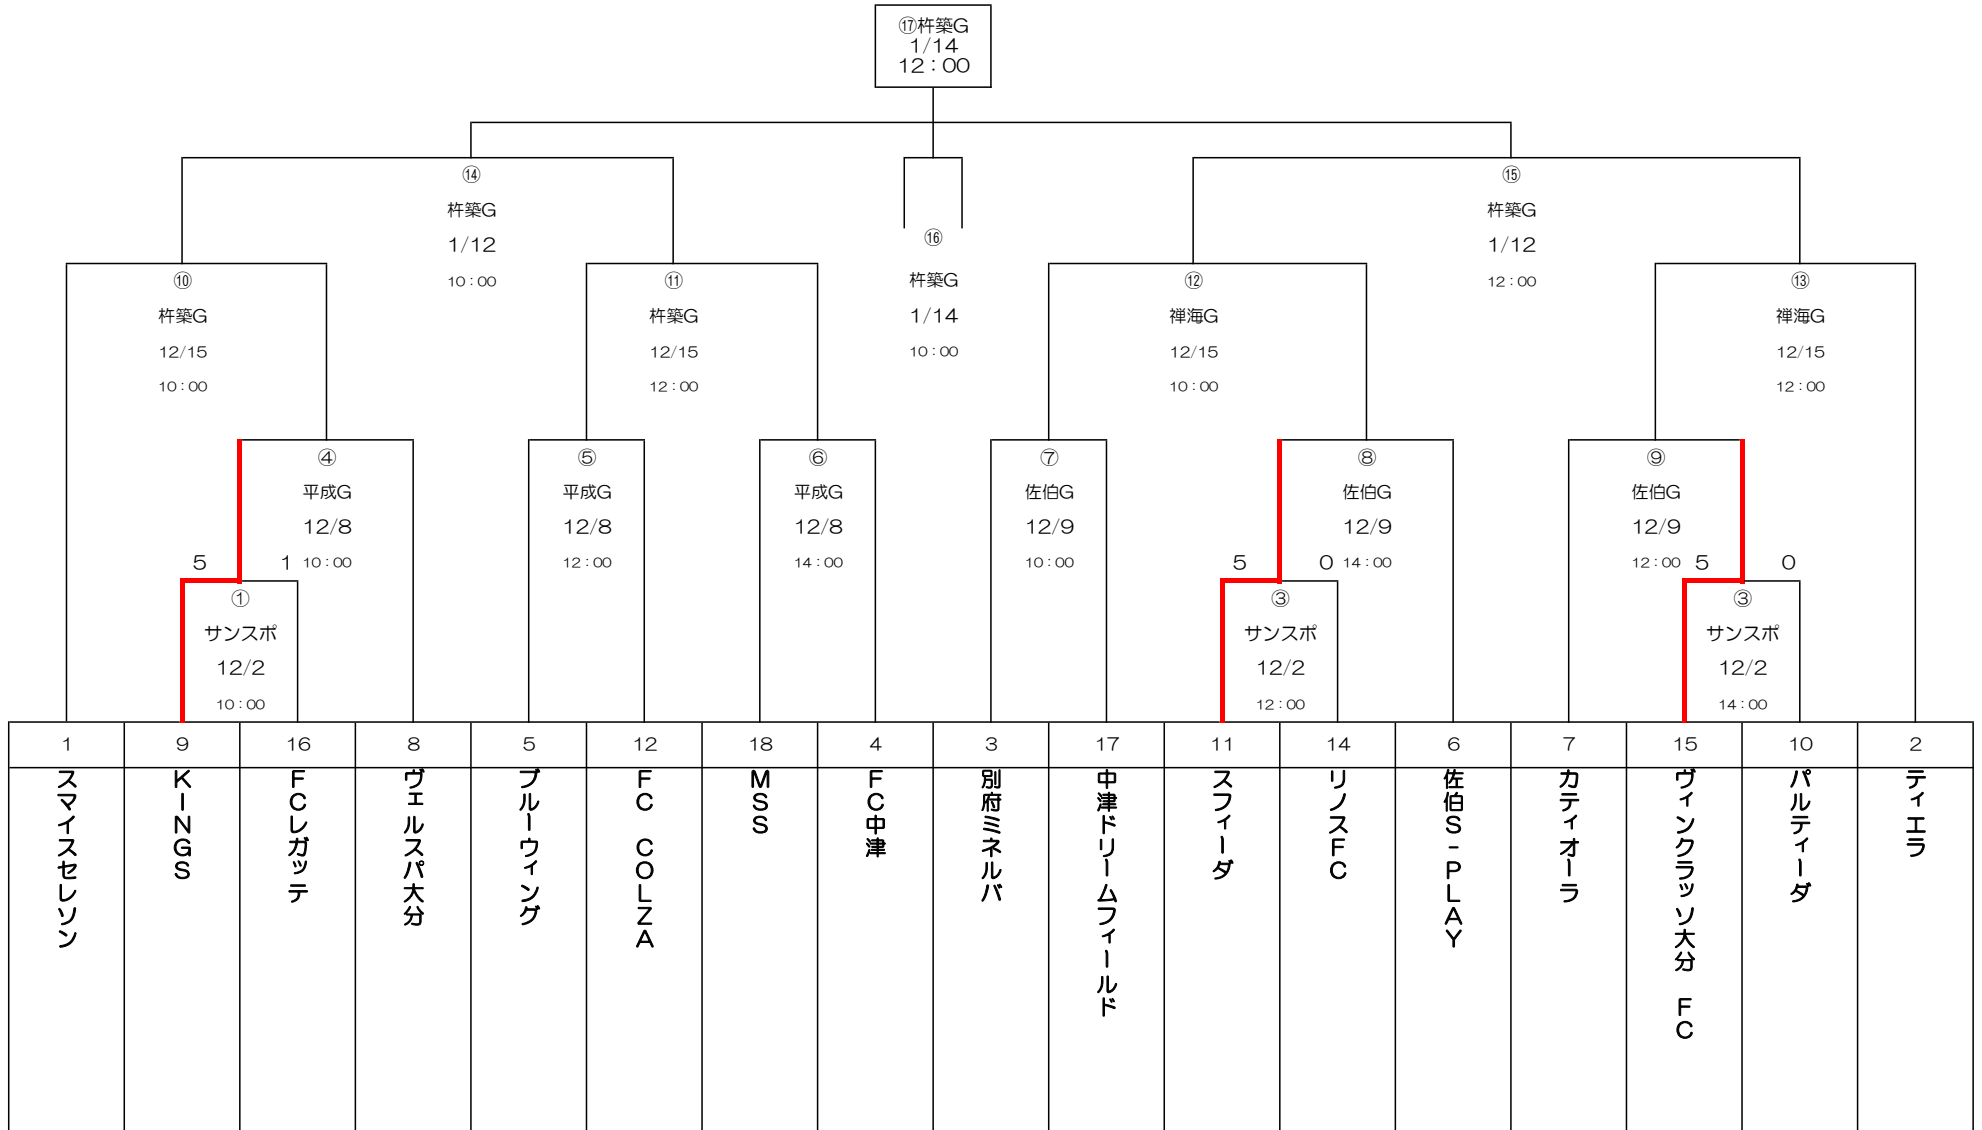 ⑰杵築G
1/14
12：00
⑭
杵築G
1/12
10：00
⑯
杵築G
1/14
10：00
⑮
杵築G
1/12
12：00
⑩
杵築G
12/15
10：00
⑪
杵築G
12/15
12：00
⑫
禅海G
12/15
10：00
⑬
禅海G
12/15
12：00
④
平成G
12/8
10：00
⑤
平成G
12/8
12：00
⑥
平成G
12/8
14：00
⑦
佐伯G
12/9
10：00
⑧
佐伯G
12/9
14：00
⑨
佐伯G
12/9
12：00
5 1
①
サンスポ
12/2
10：00
5 0
③
サンスポ
12/2
12：00
5 0
③
サンスポ
12/2
14：00
1 9 16 8 5 12 18 4 3 17 11 14 6 7 15 10 2
スマイスセレソン
KINGS
FCレガッテ
ヴェルスパ大分
ブルーウィング
FC COLZA
MSS
FC中津
別府ミネルバ
中津ドリームフィールド
スフィーダ
リノスFC
佐伯S-PLAY
カティオーラ
ヴィンクラッソ大分 FC
パルティーダ
ティエラ